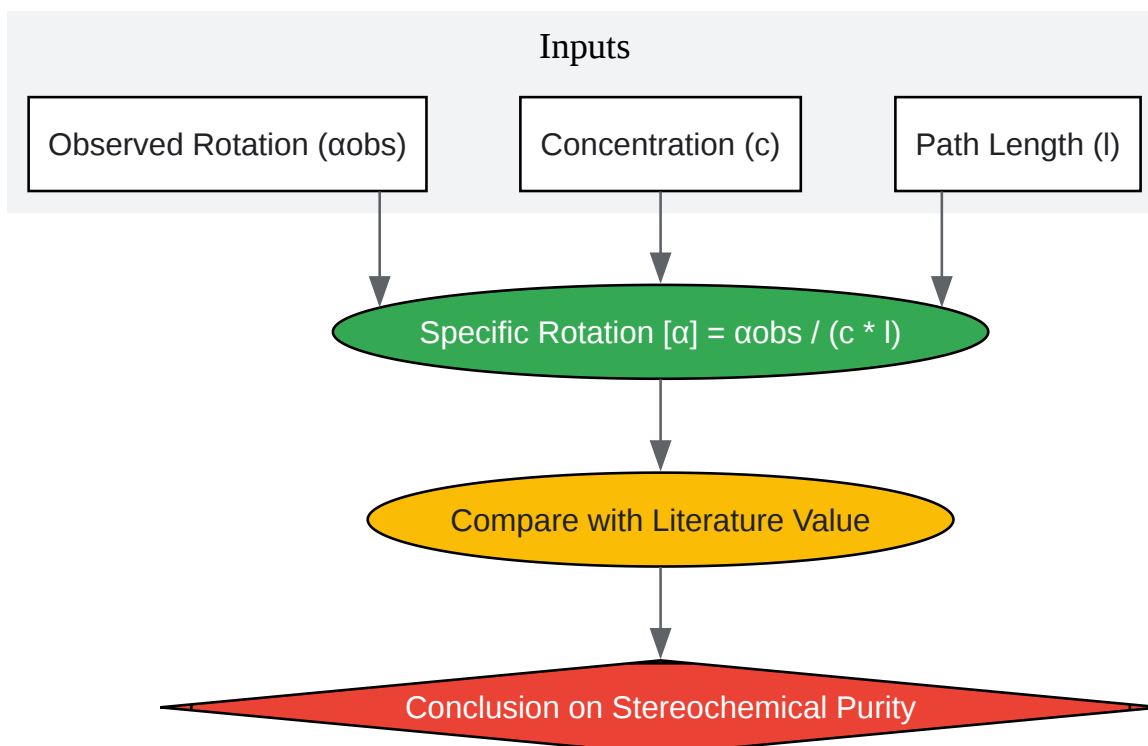 Inputs
Observed Rotation (αobs)
Concentration (c)
Path Length (l)
Specific Rotation [α] = αobs / (c * l)
Compare with Literature Value
Conclusion on Stereochemical Purity